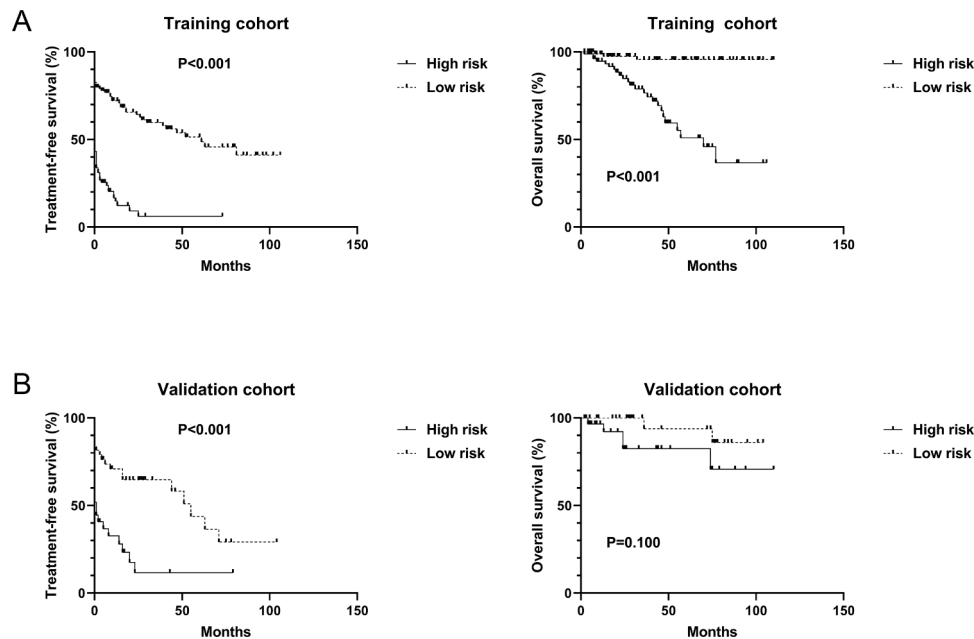 A
Training cohort
P<0.001
High risk
Low risk
Treatment-free survival (%)
100
50
0
0 50 100 150
Months
Training cohort
P<0.001
High risk
Low risk
Overall survival (%)
100
50
0
0 50 100 150
Months
B
Validation cohort
P<0.001
High risk
Low risk
Treatment-free survival (%)
100
50
0
0 50 100 150
Months
Validation cohort
P=0.100
High risk
Low risk
Overall survival (%)
100
50
0
0 50 100 150
Months